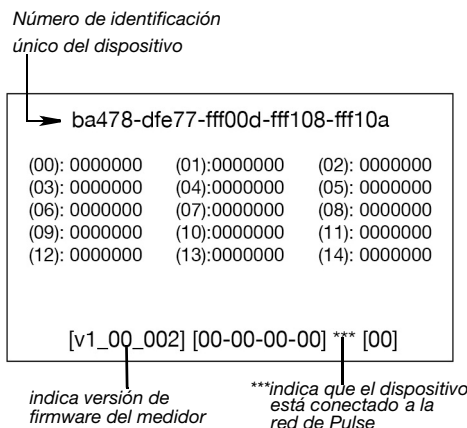 Número de identificación
único del dispositivo
ba478-dfe77-fff00d-fff108-fff10a
(00): 0000000 (01):0000000 (02): 0000000
(03): 0000000 (04):0000000 (05): 0000000
(06): 0000000 (07):0000000 (08): 0000000
(09): 0000000 (10):0000000 (11): 0000000
(12): 0000000 (13):0000000 (14): 0000000
[v1_00_002] [00-00-00-00] *** [00]
indica versión de
firmware del medidor
***indica que el dispositivo
está conectado a la
red de Pulse